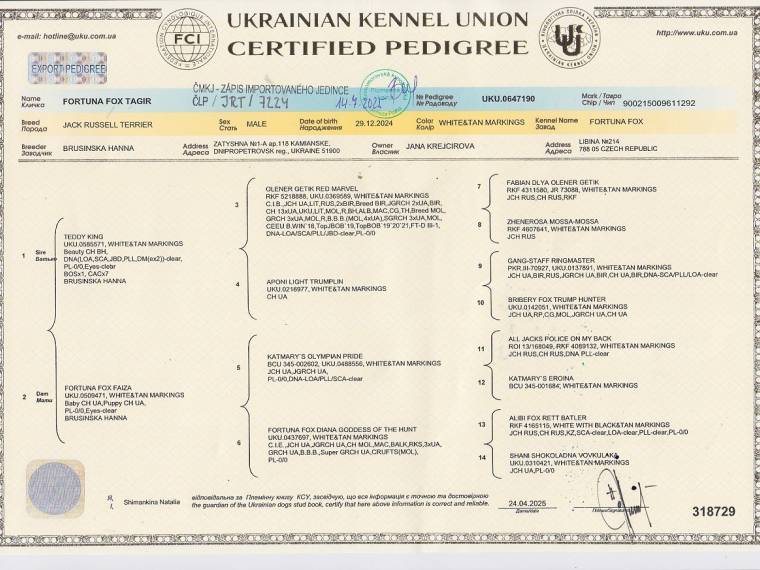 UKRAINIAN KENNEL UNION
CERTIFIED PEDIGREE
e-mail: hotline@uku.com.ua
FCI
http://www.uku.com.ua
EXPORT PEDIGREE
ČMKJ - ZÁPIS IMPORTOVANÉHO JEDINCE
ČLP / JRT / 7224 14.7.2025
Name
Кличка
FORTUNA FOX TAGIR
№ Pedigree
№ Родоводу
UKU.0647190
Mark / Тавро
Chip / Чип 900215009611292
Breed
Порода
JACK RUSSELL TERRIER
Sex
Стать
MALE
Date of birth
Народження
29.12.2024
Color
Колір
WHITE&TAN MARKINGS
Kennel Name
Завод
FORTUNA FOX
Breeder
Заводчик
BRUSINSKA HANNA
Address
Адреса
ZATYSHNA №1-A ap.118 KAMIANSKE,
DNIPROPETROVSK reg., UKRAINE 51900
Owner
Власник
JANA KREJCIROVA
Address
Адреса
LIBINA №214
788 05 CZECH REPUBLIC
1
Sire
Батько
TEDDY KING
UKU.0585571, WHITE&TAN MARKINGS
Beauty CH BH,
DNA(LOA,SCA,JBD,PLL,DM(ex2))-clear,
PL-0/0,Eyes-clebr
BOSx1, CACx7
BRUSINSKA HANNA
2
Dam
Мати
FORTUNA FOX FAIZA
UKU.0509471, WHITE&TAN MARKINGS
Baby CH UA,Puppy CH UA,
PL-0/0,Eyes-clear
BRUSINSKA HANNA
3
OLENER GETIK RED MARVEL
RKF 5218888, UKU.0369589, WHITE&TAN MARKINGS
C.I.B.,JCH UA,LIT,RUS,2xBIR,Breed BIR,JGRCH 2xUA,BIR,
CH 13xUA,UKU,LIT,MOL,R,BH,ALB,MAC,CG,TH,Breed MOL,
GRCH 3xUA,MOL,R,B.B.B.(MOL,4xUA),SGRCH 3xUA,MOL,
CEEU B.WIN`18,TopJBOB`19,TopBOB`19`20`21,FT-D III-1,
DNA-LOA/SCA/PLL/JBD-clear,PL-0/0
4
APONI LIGHT TRUMPLIN
UKU.0216977, WHITE&TAN MARKINGS
CH UA
5
KATMARY`S OLYMPIAN PRIDE
BCU 345-002602, UKU.0488556, WHITE&TAN MARKINGS
JCH UA,JGRCH UA,
PL-0/0,DNA-LOA/PLL/SCA-clear
6
FORTUNA FOX DIANA GODDESS OF THE HUNT
UKU.0437697, WHITE&TAN MARKINGS
C.I.E.,JCH UA,JGRCH UA,CH MOL,MAC,BALK,RKS,3xUA,
GRCH UA,B.B.B.,Super GRCH UA,CRUFTS(MOL),
PL-0/0
7
FABIAN DLYA OLENER GETIK
RKF 4311580, JR 73088, WHITE&TAN MARKINGS
JCH RUS,CH RUS,RKF
8
ZHENEROSA MOSSA-MOSSA
RKF 4607641, WHITE&TAN MARKINGS
JCH RUS
9
GANG-STAFF RINGMASTER
PKR.III-70927, UKU.0137891, WHITE&TAN MARKINGS
JCH UA,BIR,RUS,JGRCH UA,BIR,CH UA,BIR,DNA-SCA/PLL/LOA-clear
10
BRIBERY FOX TRUMP HUNTER
UKU.0142051, WHITE&TAN MARKINGS
JCH UA,RP,CG,MOL,JGRCH UA,CH UA
11
ALL JACKS POLICE ON MY BACK
ROI 13/168049, RKF 4089132, WHITE&TAN MARKINGS
JCH RUS,CH RUS,DNA PLL-clear
12
KATMARY`S EROINA
BCU 345-001684, WHITE&TAN MARKINGS
13
ALIBI FOX RETT BATLER
RKF 4165115, WHITE WITH BLACK&TAN MARKINGS
JCH RUS,CH RUS,KZ,SCA-clear,LOA-clear,PLL-clear,PL-0/0
14
SHANI SHOKOLADNA VOVKULAKA
UKU.0310421, WHITE&TAN MARKINGS
JCH UA,PL-0/0
Я,
I,
Shimankina Natalia
відповідальна за Племінну книгу КСУ, засвідчую, що вся інформація є точною та достовірною
the guardian of the Ukrainian dogs stud book, certify that here above information is correct and reliable.
24.04.2025
Дата/date
Підпис/Signature
318729